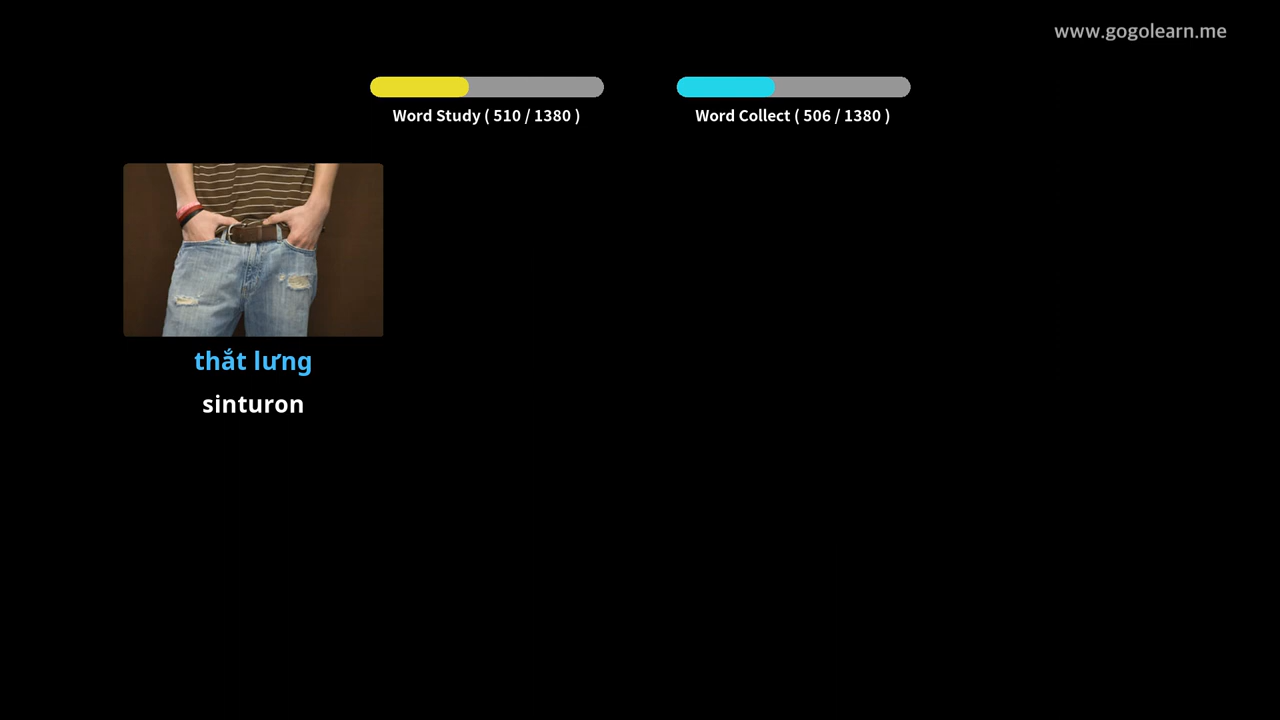 www.gogolearn.me
Word Study ( 510 / 1380 )
Word Collect ( 506 / 1380 )
thắt lưng
sinturon